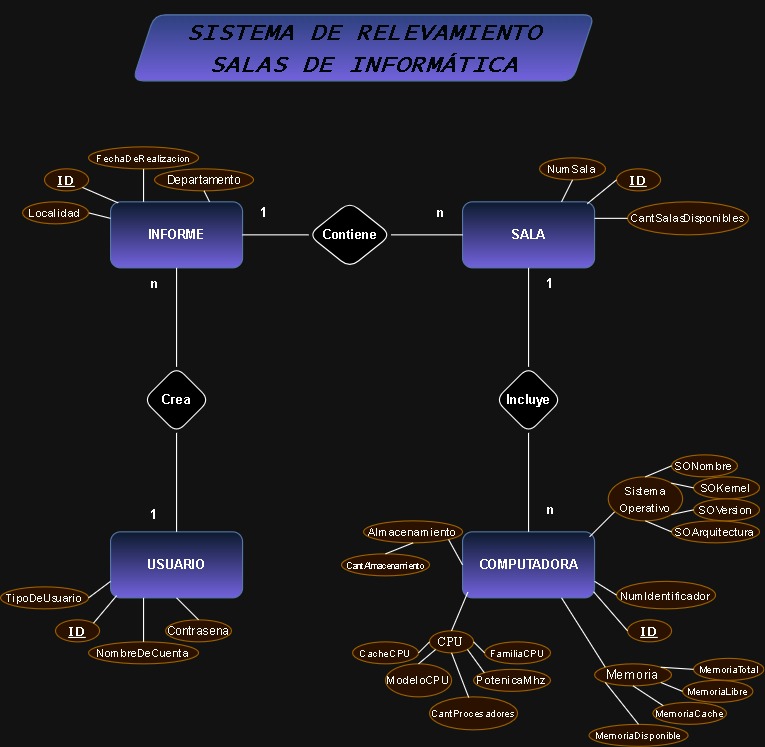 SISTEMA DE RELEVAMIENTO
SALAS DE INFORMÁTICA
FechaDeRealizacion
ID
Departamento
Localidad
INFORME
1
Contiene
n
NumSala
ID
CantSalasDisponibles
SALA
n
1
Crea
Incluye
1
n
USUARIO
TipoDeUsuario
ID
NombreDeCuenta
Contrasena
COMPUTADORA
Almacenamiento
CantAlmacenamiento
Sistema
Operativo
SONombre
SOKernel
SOVersion
SOArquitectura
NumIdentificador
ID
CPU
CacheCPU
ModeloCPU
CantProcesadores
PotenicaMhz
FamiliaCPU
Memoria
MemoriaTotal
MemoriaLibre
MemoriaCache
MemoriaDisponible